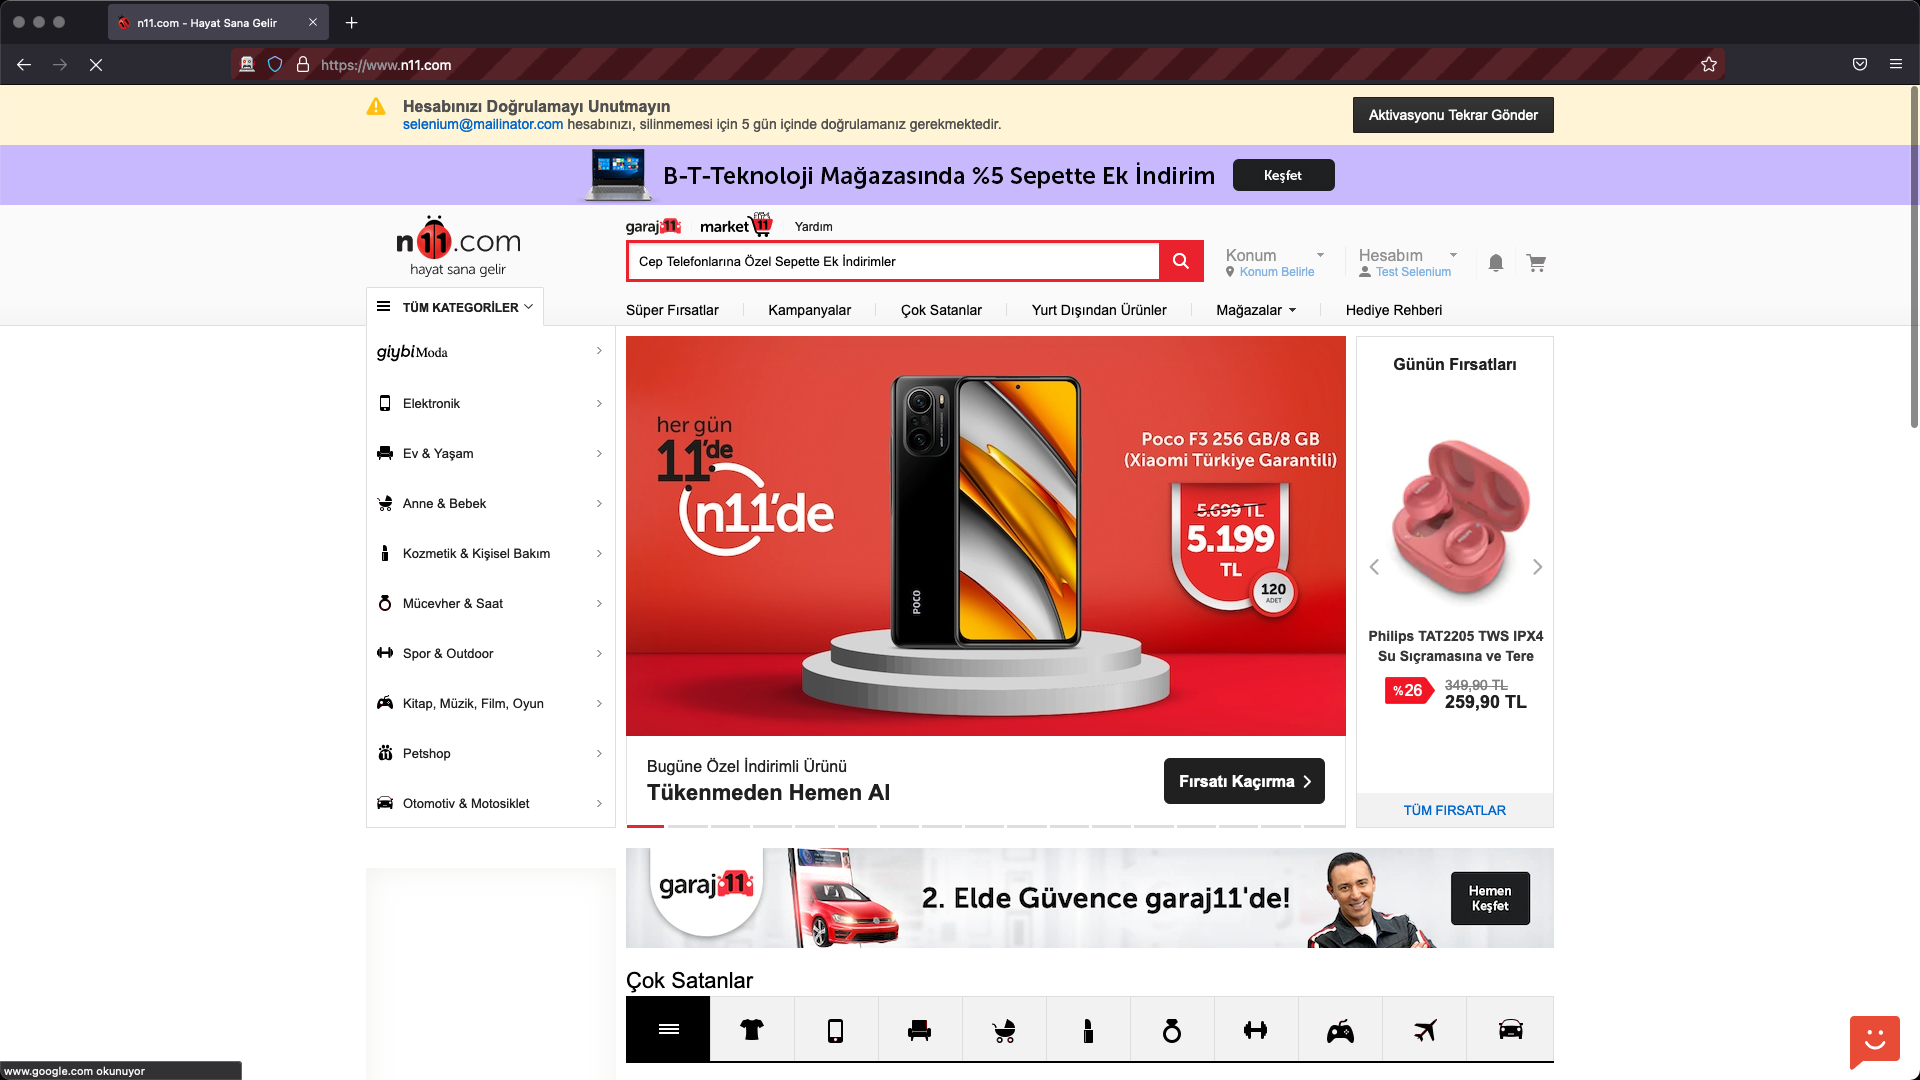 n11.com - Hayat Sana Gelir
https://www.n11.com
Hesabınızı Doğrulamayı Unutmayın
selenium@mailinator.com hesabınızı, silinmemesi için 5 gün içinde doğrulamanız gerekmektedir.
Aktivasyonu Tekrar Gönder
B-T-Teknoloji Mağazasında %5 Sepette Ek İndirim
Keşfet
n11.com
hayat sana gelir
garaj11
market 11
Yardım
Cep Telefonlarına Özel Sepette Ek İndirimler
Konum
Konum Belirle
Hesabım
Test Selenium
TÜM KATEGORİLER
Süper Fırsatlar
Kampanyalar
Çok Satanlar
Yurt Dışından Ürünler
Mağazalar
Hediye Rehberi
giybiModa
Elektronik
Ev & Yaşam
Anne & Bebek
Kozmetik & Kişisel Bakım
Mücevher & Saat
Spor & Outdoor
Kitap, Müzik, Film, Oyun
Petshop
Otomotiv & Motosiklet
her gün
11'de
n11'de
POCO
Poco F3 256 GB/8 GB
(Xiaomi Türkiye Garantili)
5.699 TL
5.199
TL
120
ADET
Bugüne Özel İndirimli Ürünü
Tükenmeden Hemen Al
Fırsatı Kaçırma
Günün Fırsatları
Philips TAT2205 TWS IPX4
Su Sıçramasına ve Tere
%26
349,90 TL
259,90 TL
TÜM FIRSATLAR
garaj11
2. Elde Güvence garaj11'de!
Hemen
Keşfet
Çok Satanlar
www.google.com okunuyor